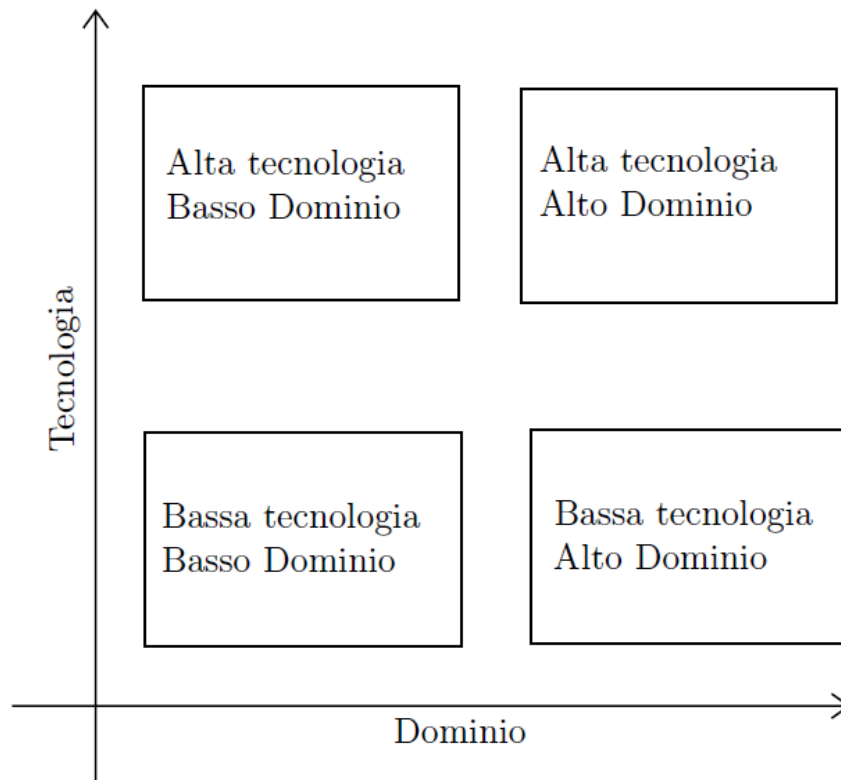 Alta tecnologia
Basso Dominio
Alta tecnologia
Alto Dominio
Tecnologia
Bassa tecnologia
Basso Dominio
Bassa tecnologia
Alto Dominio
Dominio